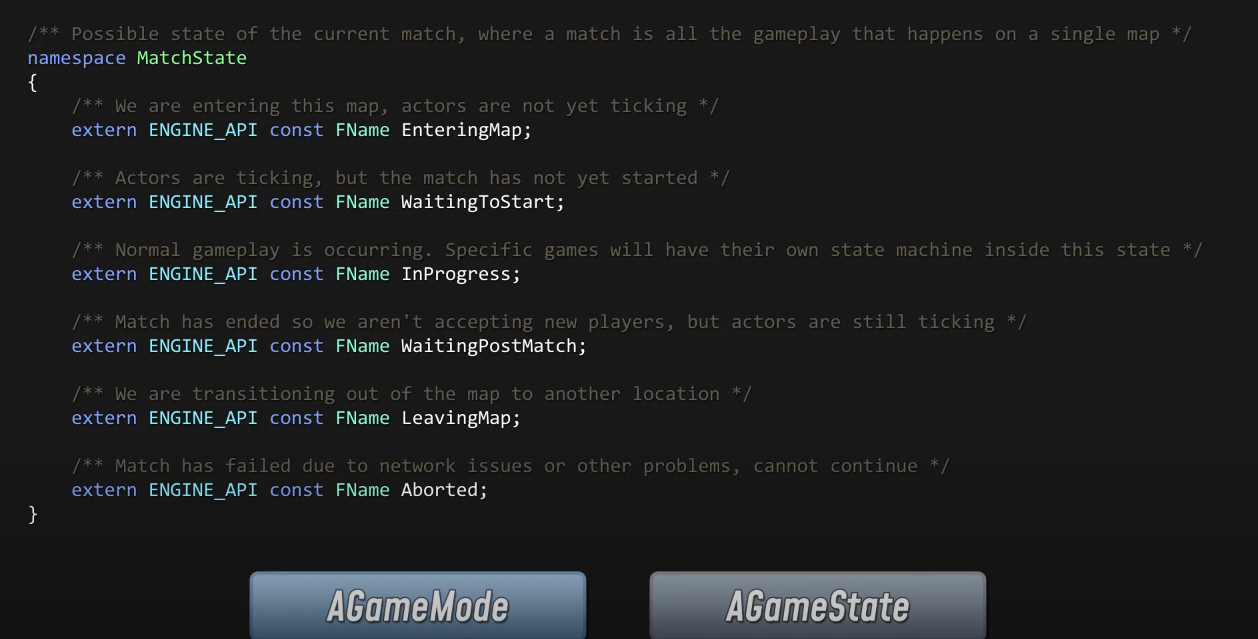 /** Possible state of the current match, where a match is all the gameplay that happens on a single map */
namespace MatchState
{
    /** We are entering this map, actors are not yet ticking */
    extern ENGINE_API const FName EnteringMap;
    /** Actors are ticking, but the match has not yet started */
    extern ENGINE_API const FName WaitingToStart;
    /** Normal gameplay is occurring. Specific games will have their own state machine inside this state */
    extern ENGINE_API const FName InProgress;
    /** Match has ended so we aren't accepting new players, but actors are still ticking */
    extern ENGINE_API const FName WaitingPostMatch;
    /** We are transitioning out of the map to another location */
    extern ENGINE_API const FName LeavingMap;
    /** Match has failed due to network issues or other problems, cannot continue */
    extern ENGINE_API const FName Aborted;
}
AGameMode
AGameState